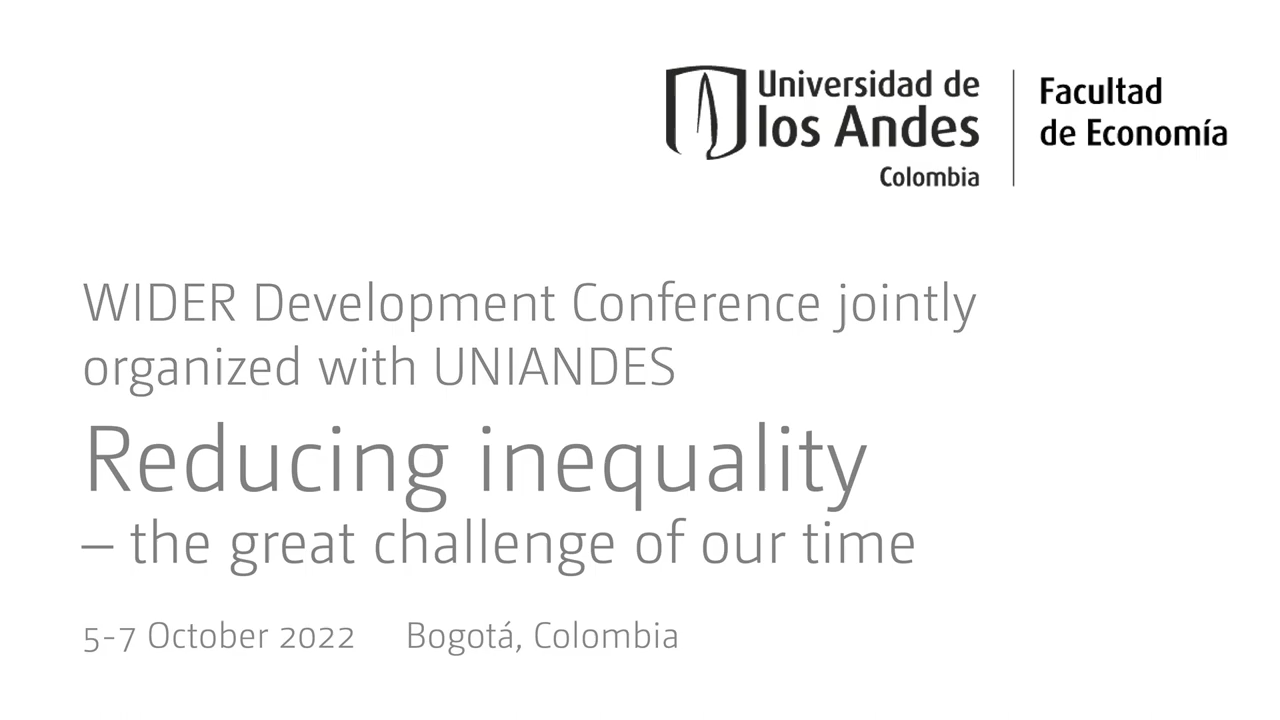 Universidad de
los Andes
Colombia
Facultad
de Economía
WIDER Development Conference jointly
organized with UNIANDES
Reducing inequality
– the great challenge of our time
5-7 October 2022 Bogotá, Colombia